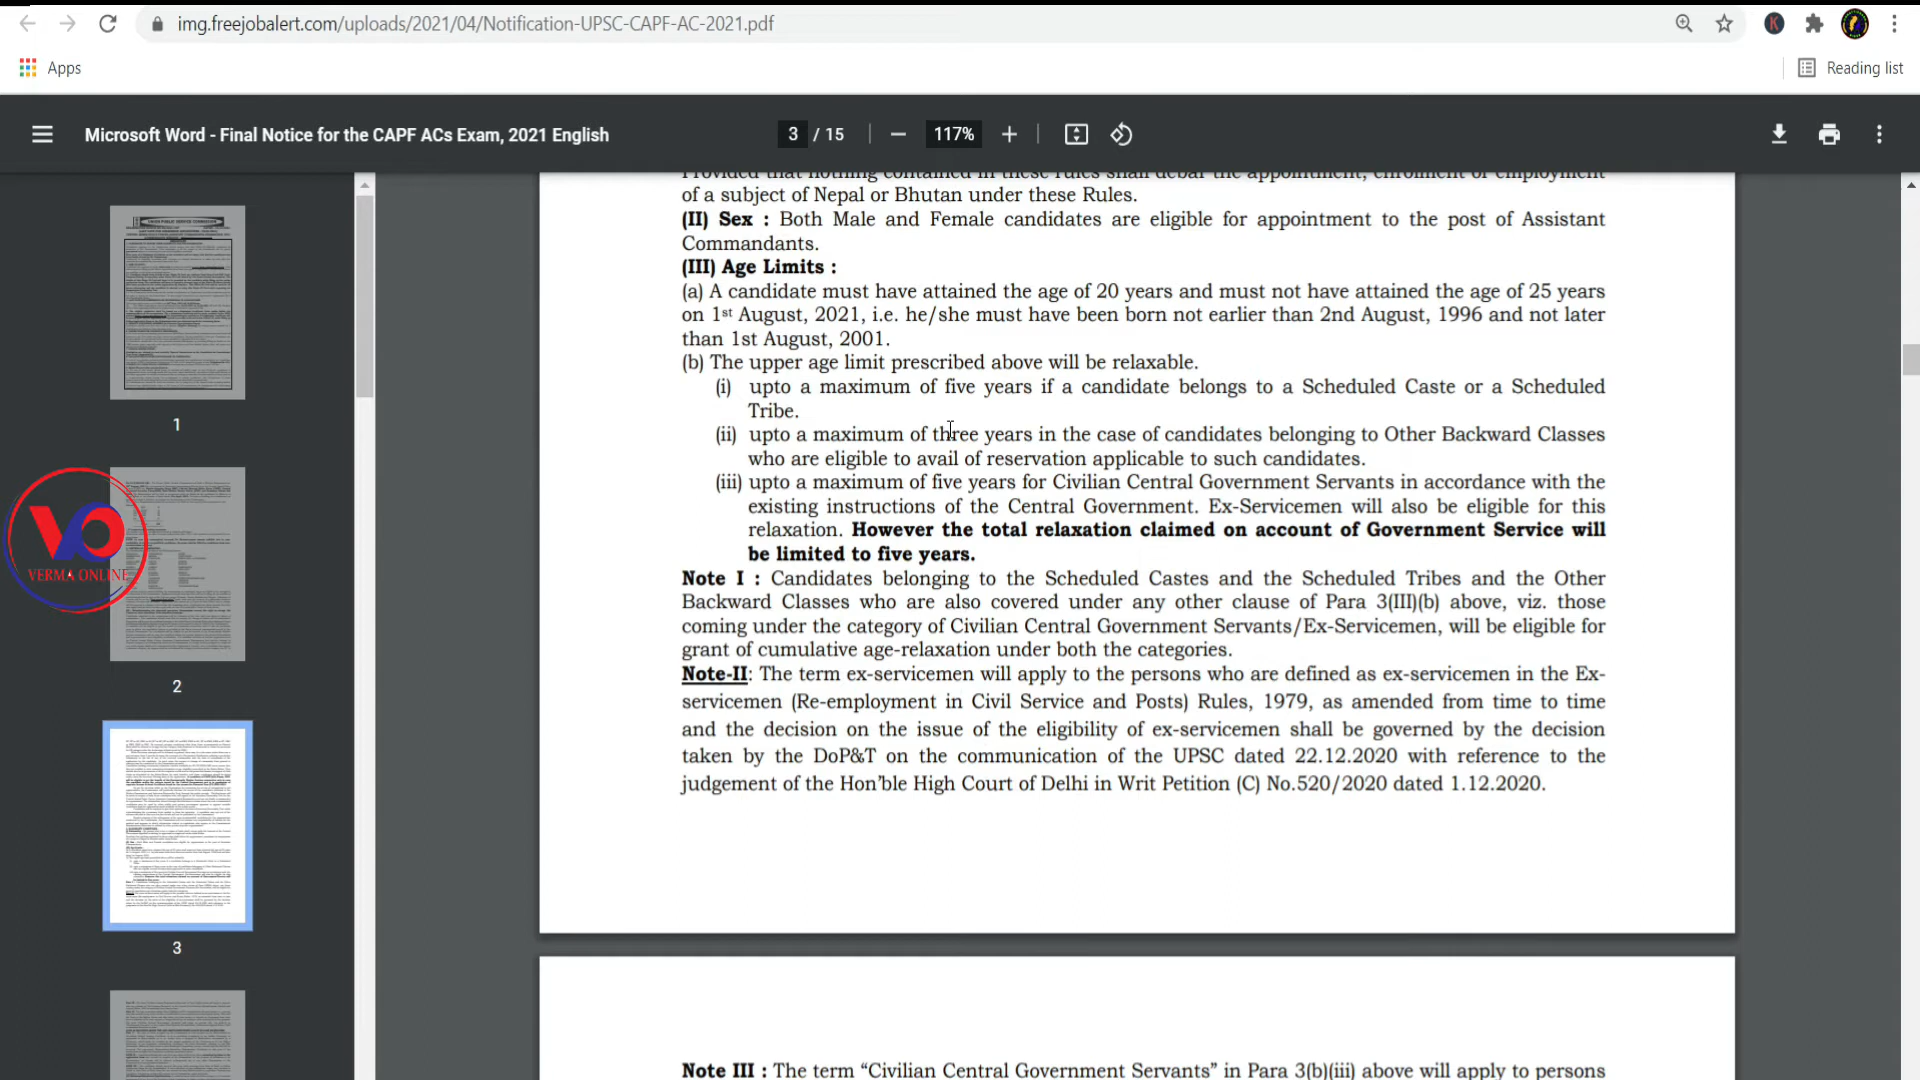 img.freejobalert.com/uploads/2021/04/Notification-UPSC-CAPF-AC-2021.pdf
K
Apps
Reading list
Microsoft Word - Final Notice for the CAPF ACs Exam, 2021 English
3 / 15
117%
Provided that nothing contained in these rules shall debar the appointment, enrolment or employment
of a subject of Nepal or Bhutan under these Rules.
(II) Sex : Both Male and Female candidates are eligible for appointment to the post of Assistant
Commandants.
(III) Age Limits :
(a) A candidate must have attained the age of 20 years and must not have attained the age of 25 years
on 1st August, 2021, i.e. he/she must have been born not earlier than 2nd August, 1996 and not later
than 1st August, 2001.
(b) The upper age limit prescribed above will be relaxable.
(i) upto a maximum of five years if a candidate belongs to a Scheduled Caste or a Scheduled
Tribe.
(ii) upto a maximum of three years in the case of candidates belonging to Other Backward Classes
who are eligible to avail of reservation applicable to such candidates.
(iii) upto a maximum of five years for Civilian Central Government Servants in accordance with the
existing instructions of the Central Government. Ex-Servicemen will also be eligible for this
relaxation. However the total relaxation claimed on account of Government Service will
be limited to five years.
Note I : Candidates belonging to the Scheduled Castes and the Scheduled Tribes and the Other
Backward Classes who are also covered under any other clause of Para 3(III)(b) above, viz. those
coming under the category of Civilian Central Government Servants/Ex-Servicemen, will be eligible for
grant of cumulative age-relaxation under both the categories.
Note-II: The term ex-servicemen will apply to the persons who are defined as ex-servicemen in the Ex-
servicemen (Re-employment in Civil Service and Posts) Rules, 1979, as amended from time to time
and the decision on the issue of the eligibility of ex-servicemen shall be governed by the decision
taken by the DoP&T on the communication of the UPSC dated 22.12.2020 with reference to the
judgement of the Hon'ble High Court of Delhi in Writ Petition (C) No.520/2020 dated 1.12.2020.
Note III : The term "Civilian Central Government Servants" in Para 3(b)(iii) above will apply to persons
1
2
3
VO
VERMA ONLINE